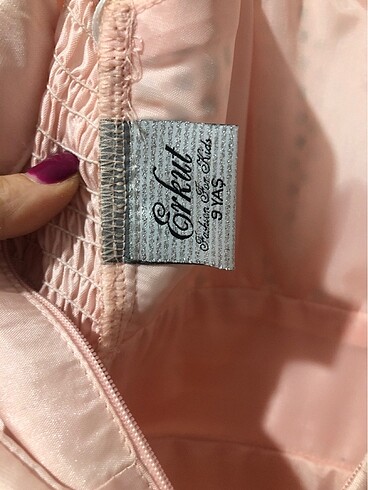 Erkut
Fashion For Kids
9 YAŞ